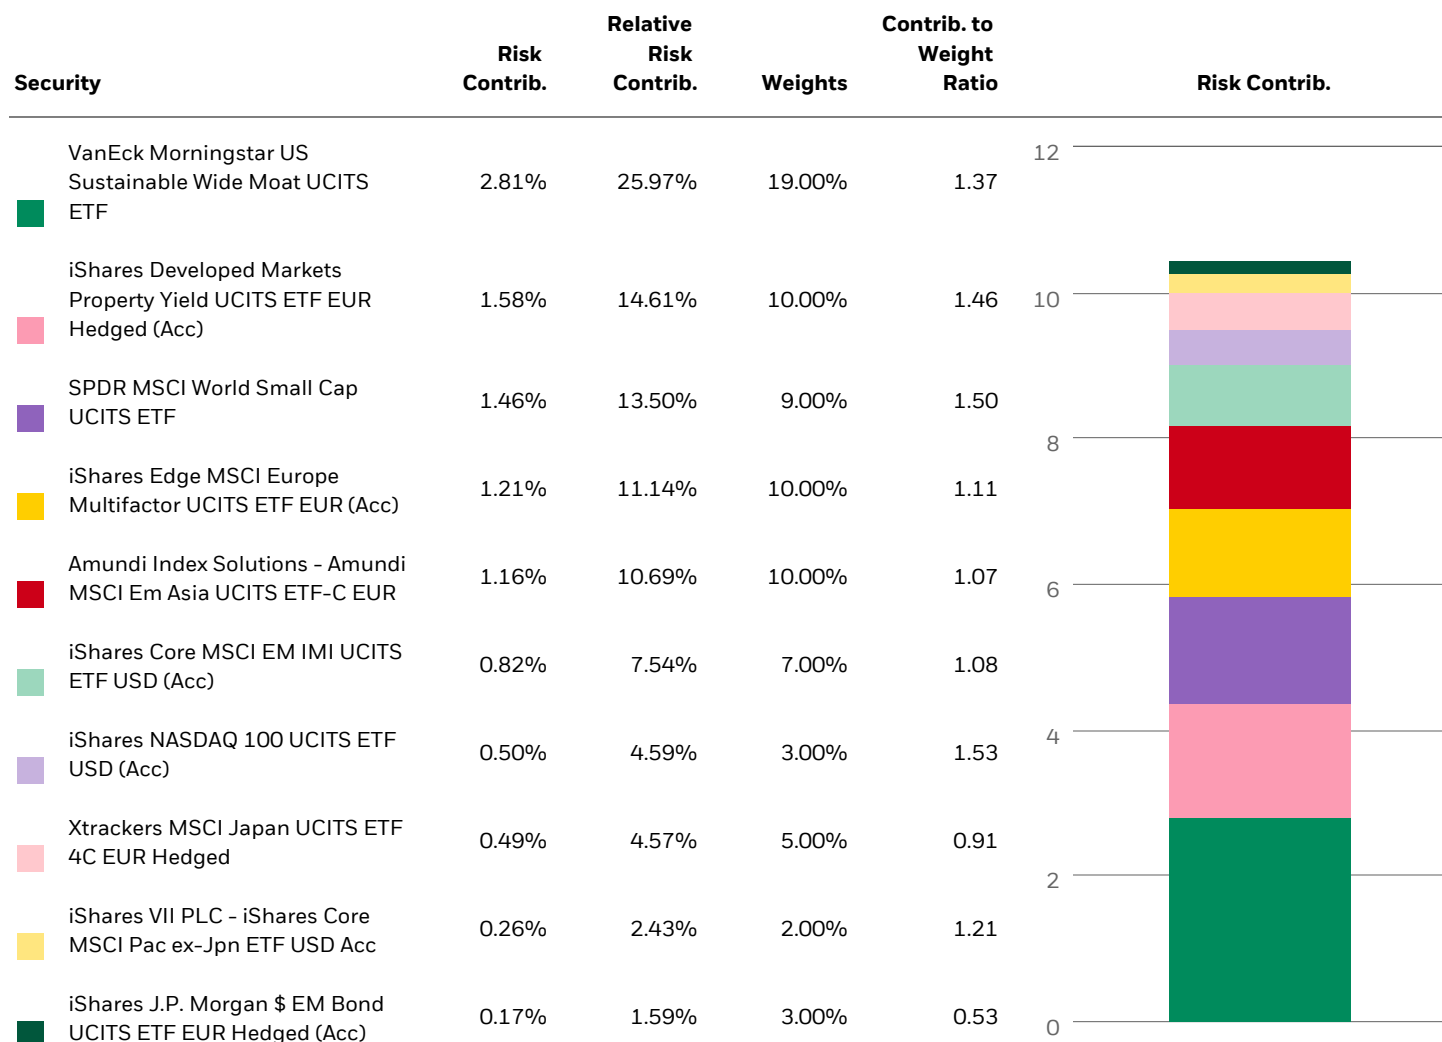 Security
Risk
Contrib.
Relative
Risk
Contrib.
Weights
Contrib. to
Weight
Ratio
Risk Contrib.
VanEck Morningstar US
Sustainable Wide Moat UCITS
ETF
2.81%
25.97%
19.00%
1.37
iShares Developed Markets
Property Yield UCITS ETF EUR
Hedged (Acc)
1.58%
14.61%
10.00%
1.46
SPDR MSCI World Small Cap
UCITS ETF
1.46%
13.50%
9.00%
1.50
iShares Edge MSCI Europe
Multifactor UCITS ETF EUR (Acc)
1.21%
11.14%
10.00%
1.11
Amundi Index Solutions - Amundi
MSCI Em Asia UCITS ETF-C EUR
1.16%
10.69%
10.00%
1.07
iShares Core MSCI EM IMI UCITS
ETF USD (Acc)
0.82%
7.54%
7.00%
1.08
iShares NASDAQ 100 UCITS ETF
USD (Acc)
0.50%
4.59%
3.00%
1.53
Xtrackers MSCI Japan UCITS ETF
4C EUR Hedged
0.49%
4.57%
5.00%
0.91
iShares VII PLC - iShares Core
MSCI Pac ex-Jpn ETF USD Acc
0.26%
2.43%
2.00%
1.21
iShares J.P. Morgan $ EM Bond
UCITS ETF EUR Hedged (Acc)
0.17%
1.59%
3.00%
0.53
12
10
8
6
4
2
0